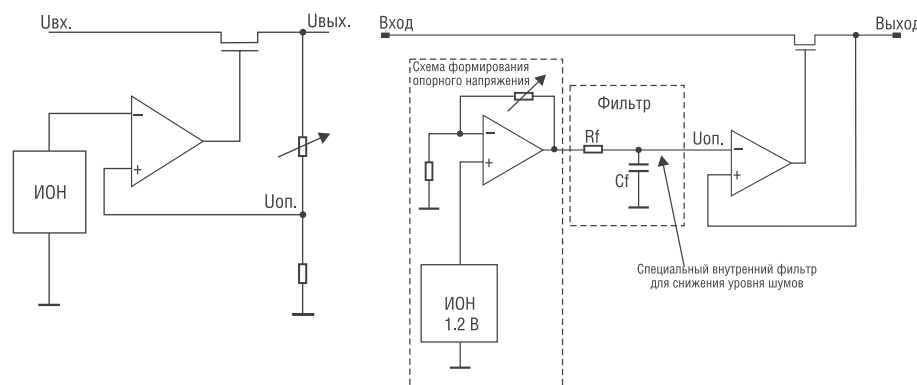 Uвх.
Uвых.
−
+
ИОН
Uоп.
Вход
Выход
Схема формирования
опорного напряжения
Фильтр
−
+
Rf
Cf
Uоп.
−
+
Специальный внутренний фильтр
для снижения уровня шумов
ИОН
1.2 В